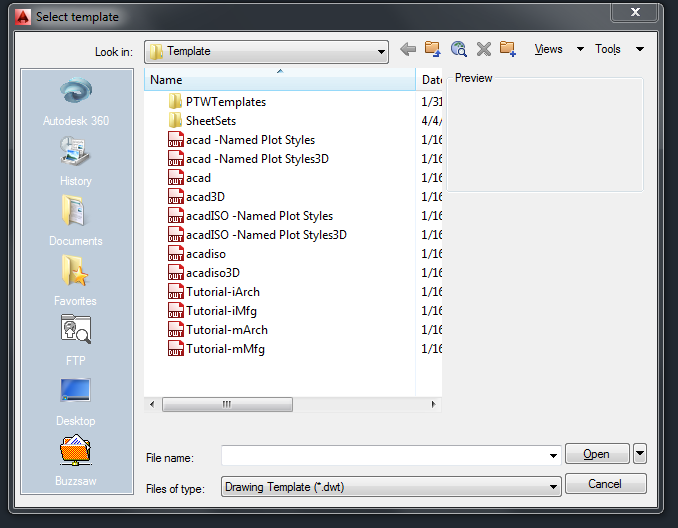 Select template
Look in: Template Views Tools
Autodesk 360
History
Documents
Favorites
FTP
Desktop
Buzzsaw
Name Date
PTWTemplates 1/31
SheetSets 4/4/
acad -Named Plot Styles 1/16
acad -Named Plot Styles3D 1/16
acad 1/16
acad3D 1/16
acadISO -Named Plot Styles 1/16
acadISO -Named Plot Styles3D 1/16
acadiso 1/16
acadiso3D 1/16
Tutorial-iArch 1/16
Tutorial-iMfg 1/16
Tutorial-mArch 1/16
Tutorial-mMfg 1/16
Preview
File name: Open
Files of type: Drawing Template (*.dwt) Cancel